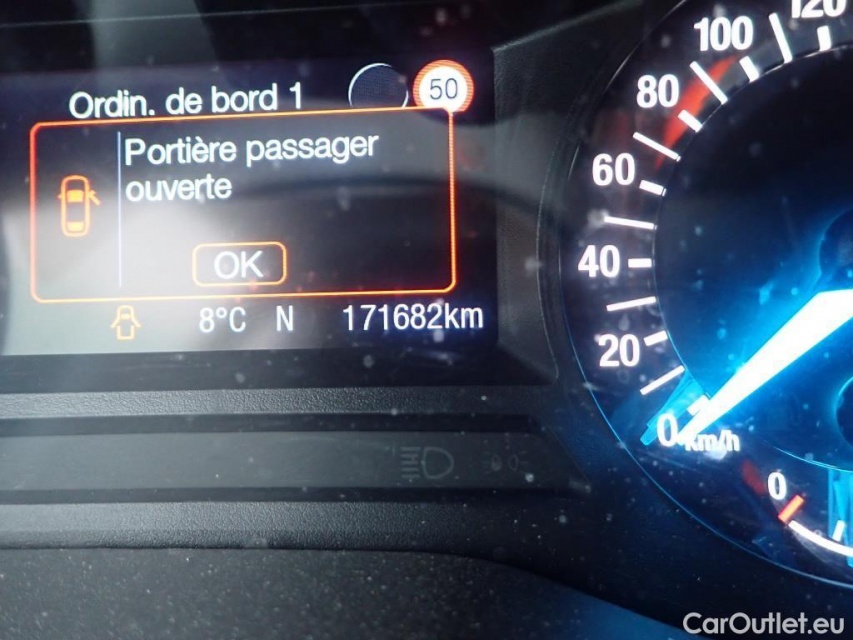 Ordin. de bord 1
50
Portière passager
ouverte
OK
8°C N 171682km
120
100
80
60
40
20
0
km/h
0
CarOutlet.eu